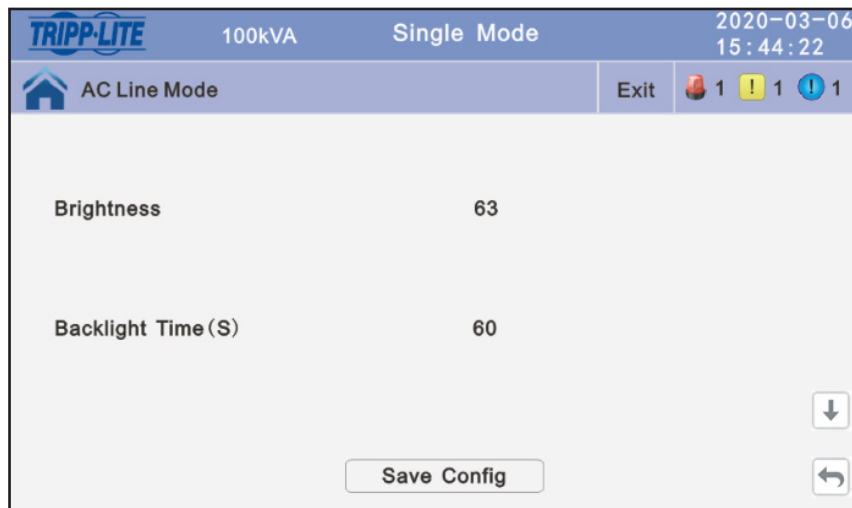 TRIPP·LITE 100kVA Single Mode 2020-03-06
15:44:22
AC Line Mode Exit 1 ! 1 ! 1
Brightness 63
Backlight Time(S) 60
Save Config